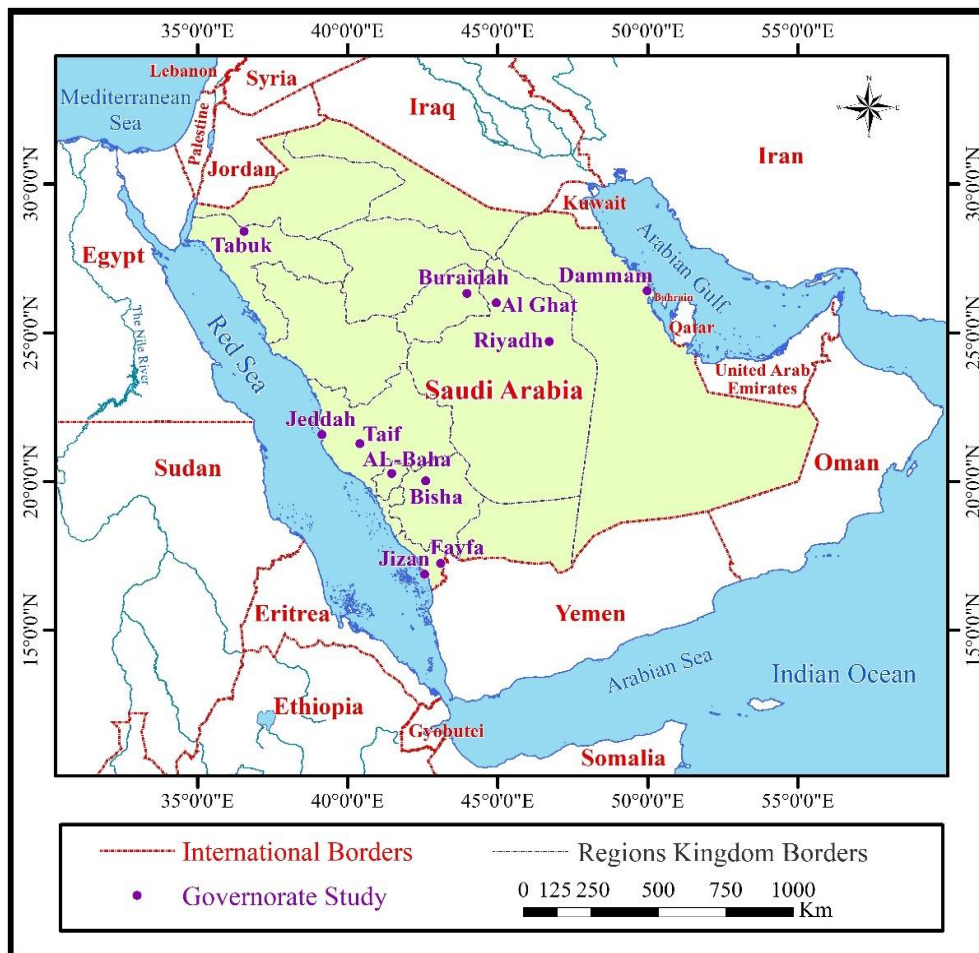 35°0'0"E 40°0'0"E 45°0'0"E 50°0'0"E 55°0'0"E
Lebanon
Syria
Mediterranean
Sea
Iraq
N
W E
S
Palestine
Jordan
Iran
30°0'0"N
30°0'0"N
Kuwait
Tabuk
Egypt
Arabian Gulf
Buraidah
Dammam
Bahrain
Al Ghat
The Nile River
Red Sea
Qatar
25°0'0"N
25°0'0"N
Riyadh
United Arab
Emirates
Saudi Arabia
Jeddah
Taif
AL-Baha
Sudan
Oman
20°0'0"N
20°0'0"N
Bisha
Fayfa
Jizan
Eritrea
Yemen
15°0'0"N
15°0'0"N
Arabian Sea
Indian Ocean
Ethiopia
Gyobutei
Somalia
35°0'0"E 40°0'0"E 45°0'0"E 50°0'0"E 55°0'0"E
International Borders
Regions Kingdom Borders
Governorate Study
0 125 250 500 750 1000
Km